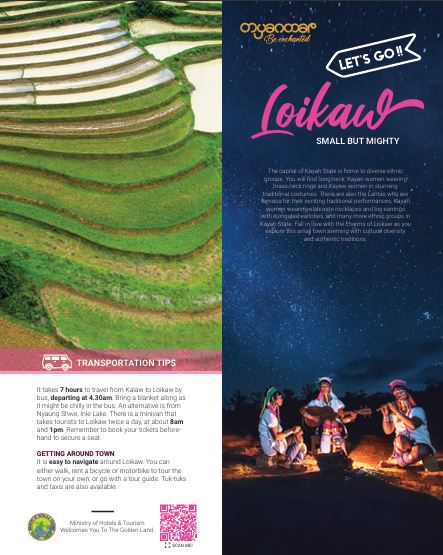 TRANSPORTATION TIPS
It takes 7 hours to travel from Kalaw to Loikaw by
bus, departing at 4.30am. Bring a blanket along as
it might be chilly in the bus. An alternative is from
Nyaung Shwe, Inle Lake. There is a minivan that
takes tourists to Loikaw twice a day, at about 8am
and 1pm. Remember to book your tickets before-
hand to secure a seat.
GETTING AROUND TOWN
It is easy to navigate around Loikaw. You can
either walk, rent a bicycle or motorbike to tour the
town on your own, or go with a tour guide. Tuk-tuks
and taxis are also available.
Ministry of Hotels & Tourism
Welcomes You To The Golden Land.
SCAN ME!
myanmar
Be enchanted
LET'S GO!!
Loikaw
SMALL BUT MIGHTY
The capital of Kayah State is home to diverse ethnic
groups. You will find 'long-neck' Kayan women wearing
brass neck rings and Kayaw women in stunning
traditional costumes. There are also the Lahtas who are
famous for their exciting traditional performances, Kayah
women wearing elaborate necklaces and big earrings
with elongated earlobes, and many more ethnic groups in
Kayah State. Fall in love with the charms of Loikaw as you
explore this small town teeming with cultural diversity
and authentic traditions.